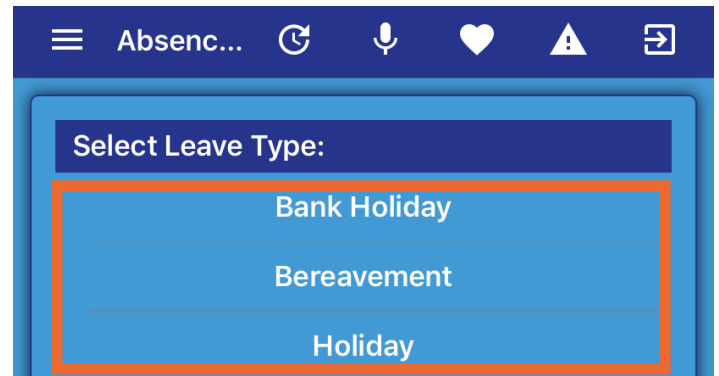 Absenc...
Select Leave Type:
Bank Holiday
Bereavement
Holiday